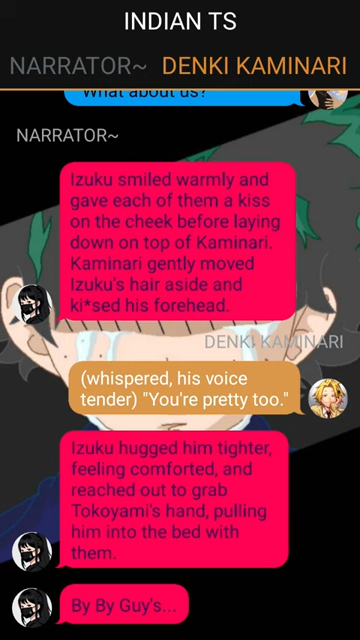 INDIAN TS
NARRATOR~ DENKI KAMINARI
What about us?
NARRATOR~
Izuku smiled warmly and
gave each of them a kiss
on the cheek before laying
down on top of Kaminari.
Kaminari gently moved
Izuku's hair aside and
ki*sed his forehead.
DENKI KAMINARI
(whispered, his voice
tender) "You're pretty too."
Izuku hugged him tighter,
feeling comforted, and
reached out to grab
Tokoyami's hand, pulling
him into the bed with
them.
By By Guy's...